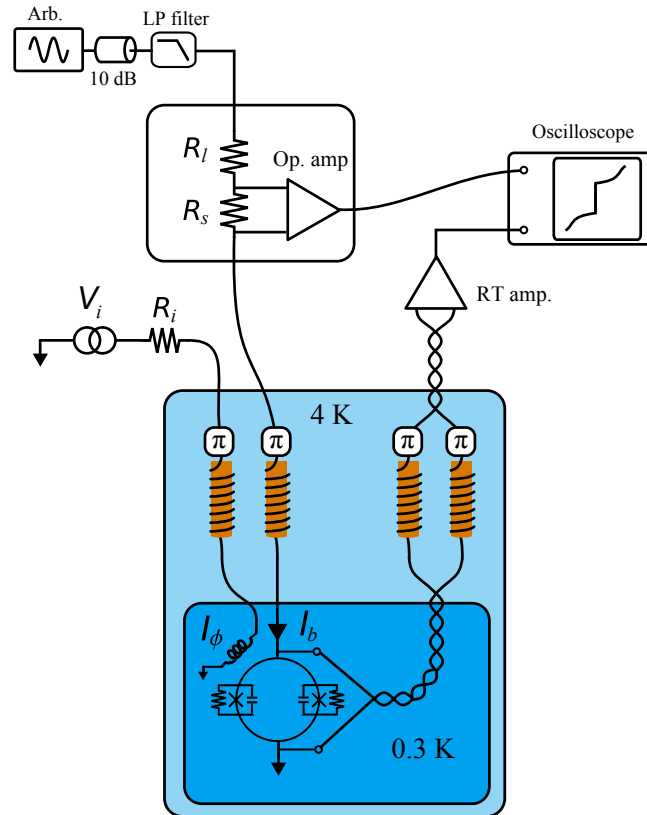 Arb.
LP filter
10 dB
Oscilloscope
R_l
Op. amp
R_s
RT amp.
V_i
R_i
4 K
π
π
π
π
I_ϕ
I_b
0.3 K